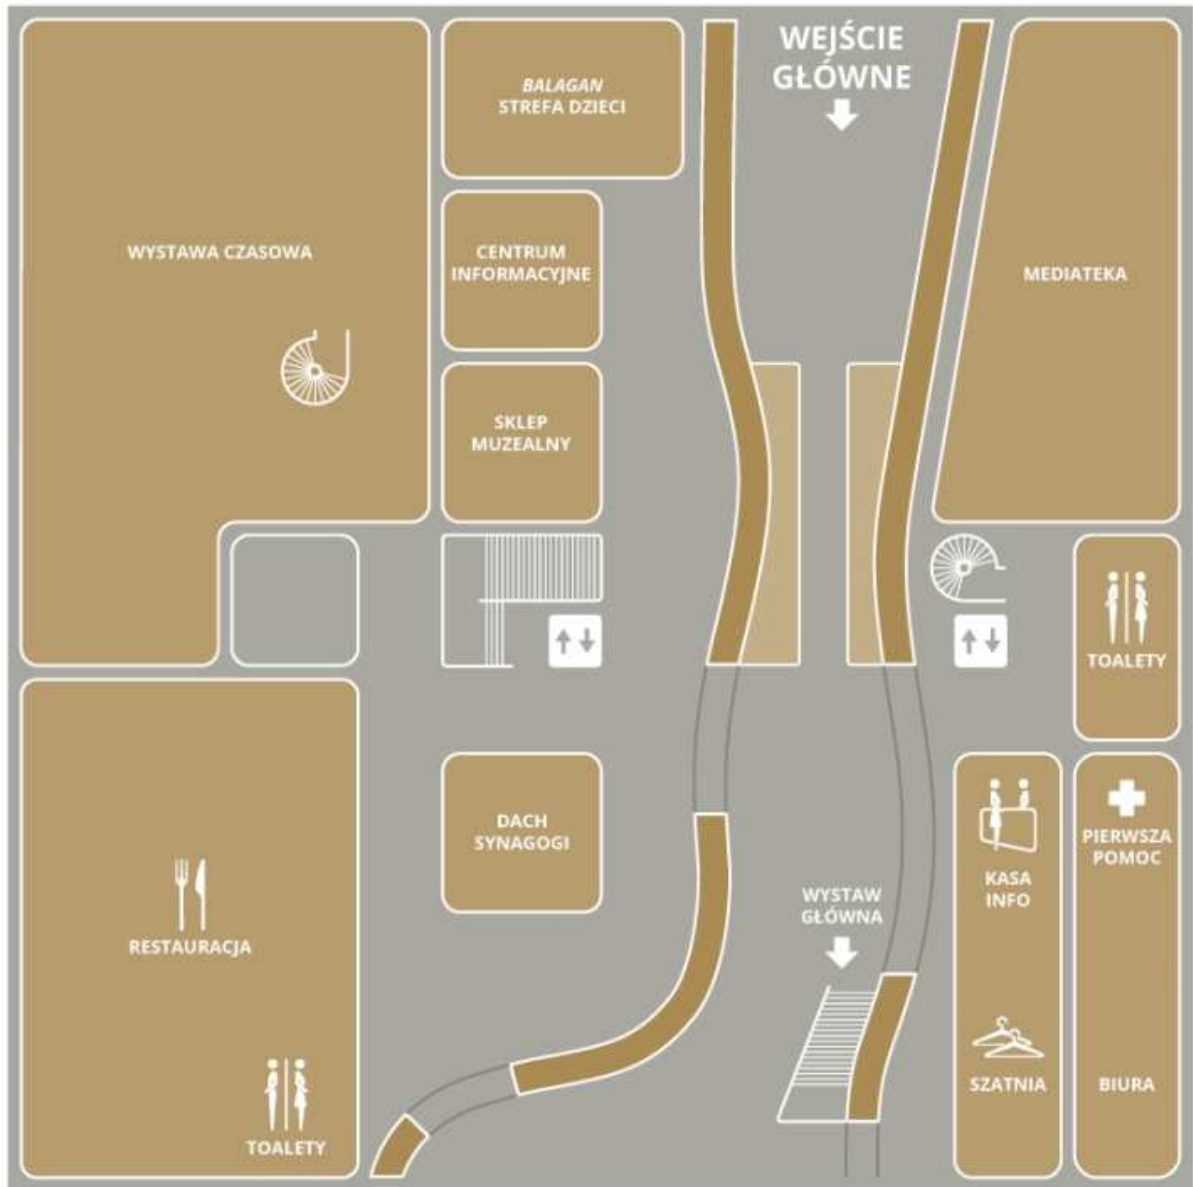 WEJŚCIE
GŁÓWNE
BALAGAN
STREFA DZIECI
WYSTAWA CZASOWA
CENTRUM
INFORMACYJNE
MEDIATEKA
SKLEP
MUZEALNY
TOALETY
DACH
SYNAGOGI
PIERWSZA
POMOC
KASA
INFO
WYSTAW
GŁÓWNA
RESTAURACJA
SZATNIA
BIURA
TOALETY